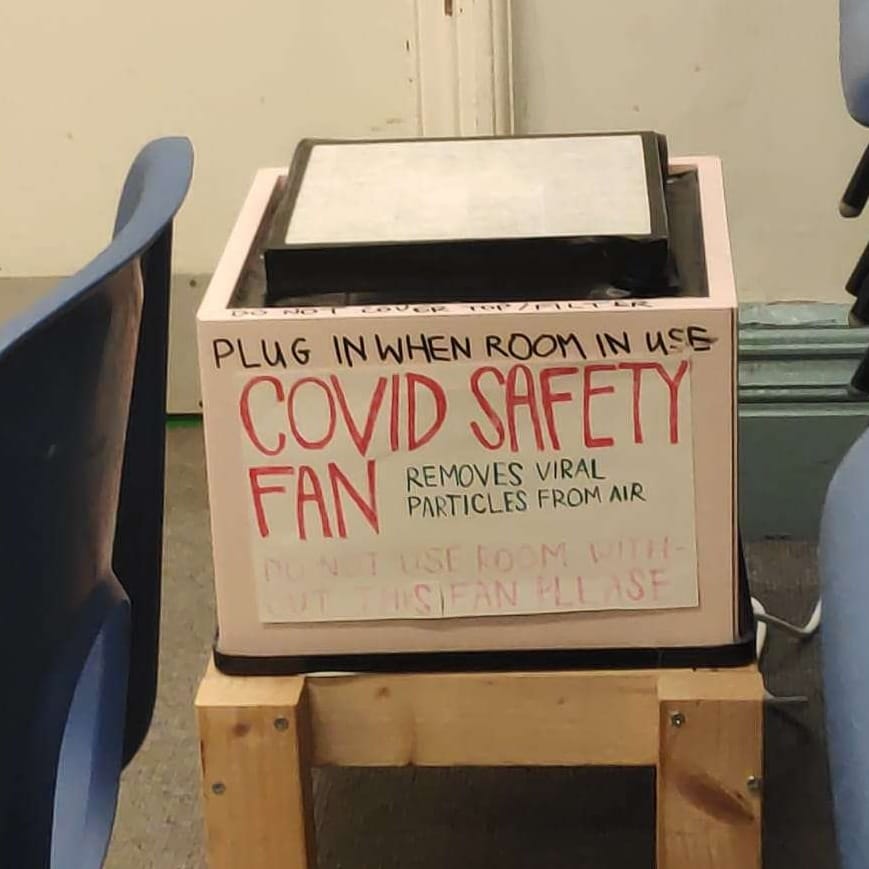 DO NOT COVER TOP/FILTER
PLUG IN WHEN ROOM IN USE
COVID SAFETY
FAN REMOVES VIRAL
PARTICLES FROM AIR
DO NOT USE ROOM WITH-
OUT THIS FAN PLEASE